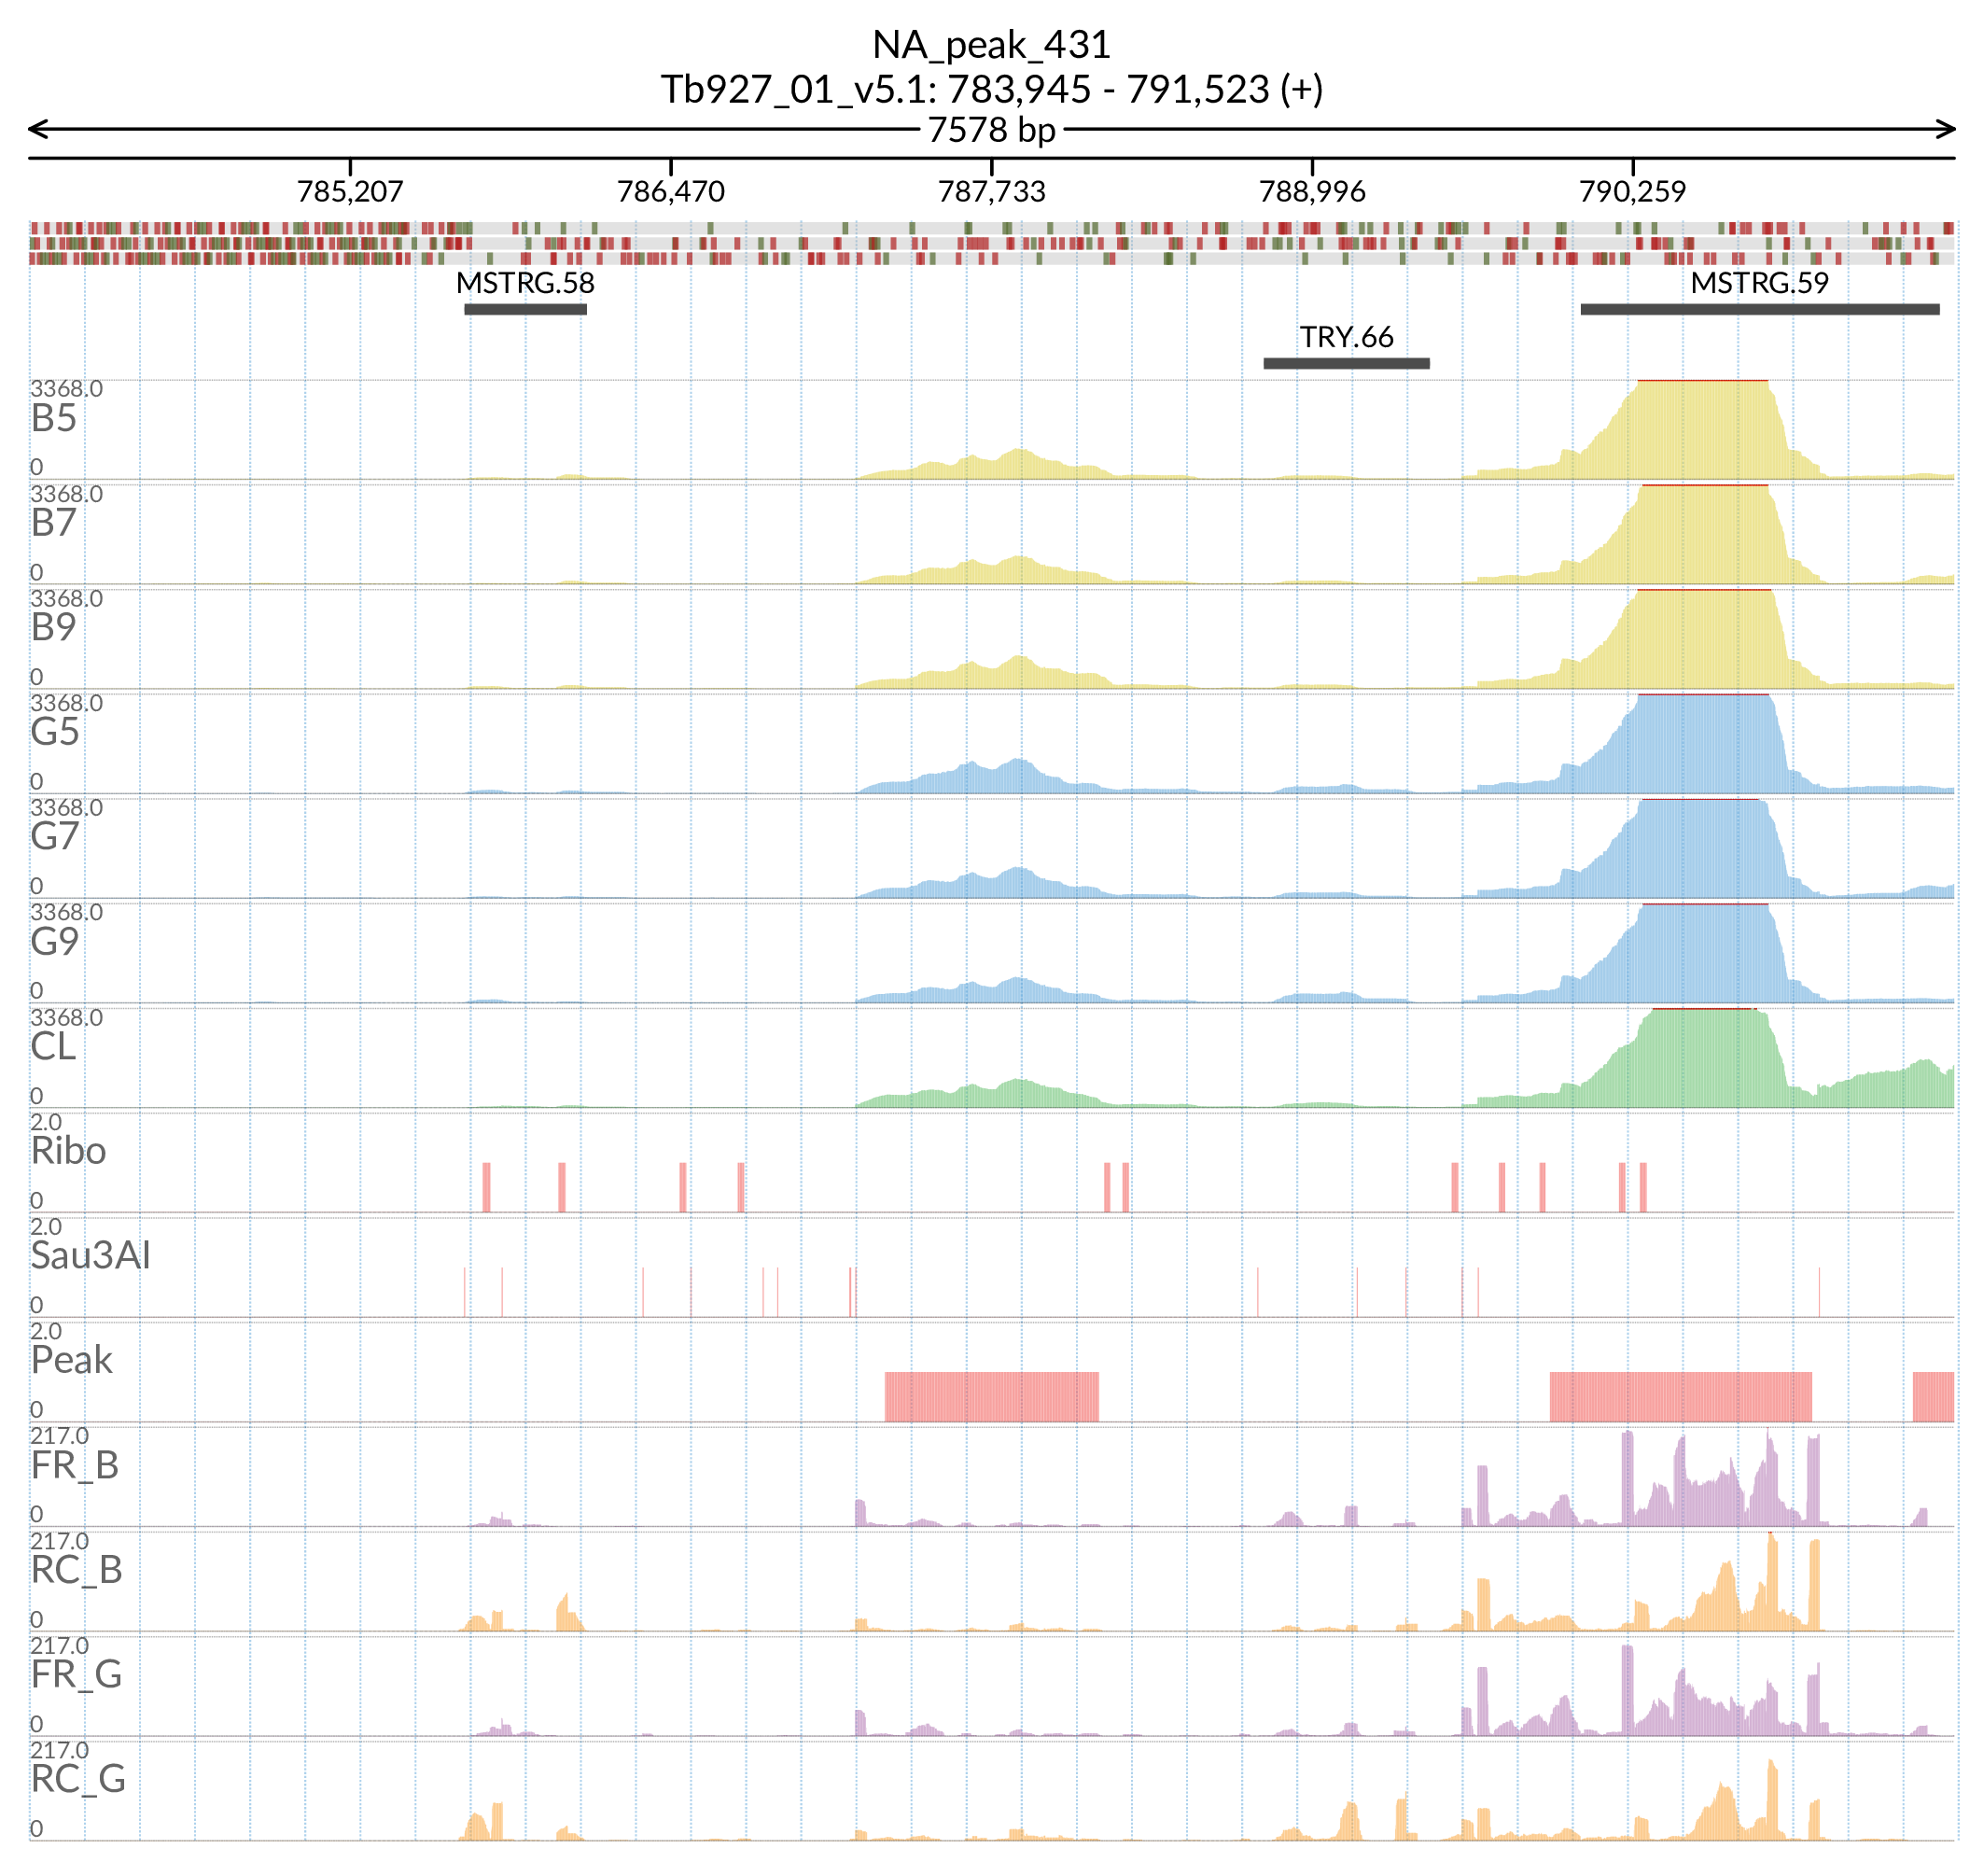 NA_peak_431
Tb927_01_v5.1: 783,945 - 791,523 (+)
7578 bp
785,207 786,470 787,733 788,996 790,259
MSTRG.58 MSTRG.59
TRY.66
3368.0
B5
0
3368.0
B7
0
3368.0
B9
0
3368.0
G5
0
3368.0
G7
0
3368.0
G9
0
3368.0
CL
0
2.0
Ribo
0
2.0
Sau3AI
0
2.0
Peak
0
217.0
FR_B
0
217.0
RC_B
0
217.0
FR_G
0
217.0
RC_G
0